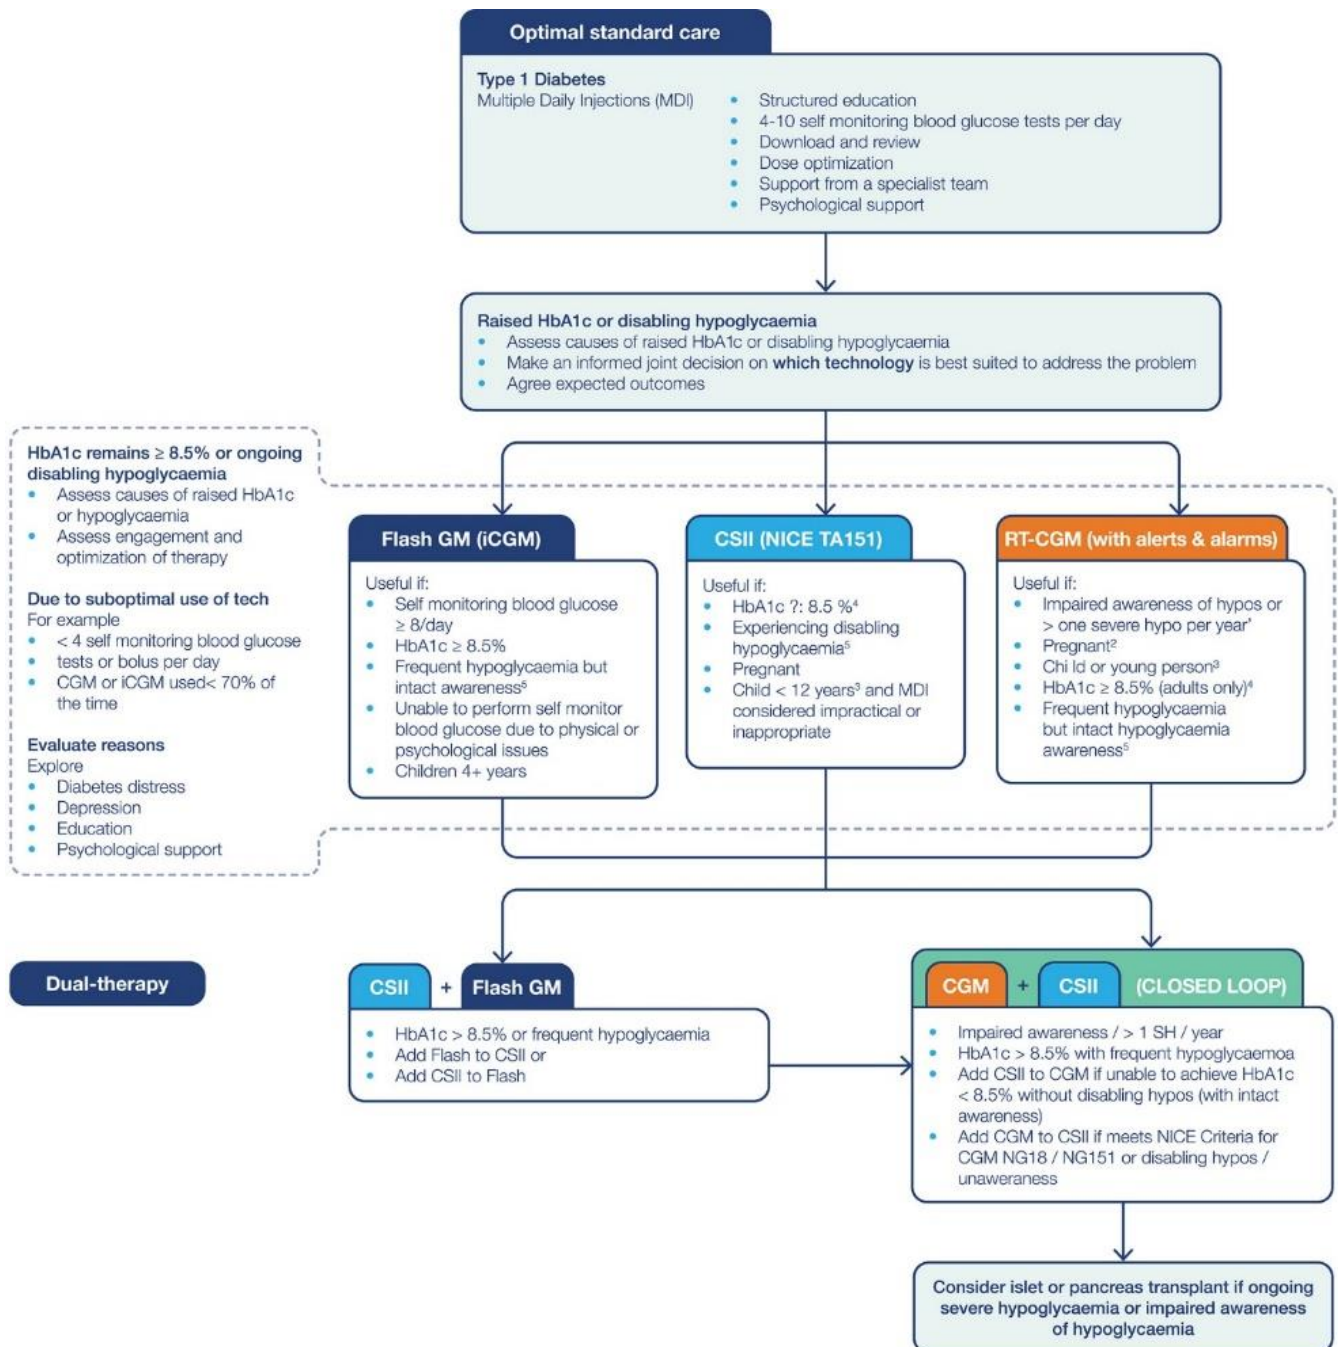 Optimal standard care
Type 1 Diabetes
Multiple Daily Injections (MDI)
• Structured education
• 4-10 self monitoring blood glucose tests per day
• Download and review
• Dose optimization
• Support from a specialist team
• Psychological support
Raised HbA1c or disabling hypoglycaemia
• Assess causes of raised HbA1c or disabling hypoglycaemia
• Make an informed joint decision on which technology is best suited to address the problem
• Agree expected outcomes
HbA1c remains ≥ 8.5% or ongoing
disabling hypoglycaemia
• Assess causes of raised HbA1c
or hypoglycaemia
• Assess engagement and
optimization of therapy
Due to suboptimal use of tech
For example
• < 4 self monitoring blood glucose
• tests or bolus per day
• CGM or iCGM used< 70% of
the time
Evaluate reasons
Explore
• Diabetes distress
• Depression
• Education
• Psychological support
Flash GM (iCGM)
Useful if:
• Self monitoring blood glucose
≥ 8/day
• HbA1c ≥ 8.5%
• Frequent hypoglycaemia but
intact awareness⁵
• Unable to perform self monitor
blood glucose due to physical or
psychological issues
• Children 4+ years
CSII (NICE TA151)
Useful if:
• HbA1c ?: 8.5 %⁴
• Experiencing disabling
hypoglycaemia⁵
• Pregnant
• Child < 12 years³ and MDI
considered impractical or
inappropriate
RT-CGM (with alerts & alarms)
Useful if:
• Impaired awareness of hypos or
> one severe hypo per year'
• Pregnant²
• Chi ld or young person³
• HbA1c ≥ 8.5% (adults only)⁴
• Frequent hypoglycaemia
but intact hypoglycaemia
awareness⁵
Dual-therapy
CSII + Flash GM
• HbA1c > 8.5% or frequent hypoglycaemia
• Add Flash to CSII or
• Add CSII to Flash
CGM + CSII (CLOSED LOOP)
• Impaired awareness / > 1 SH / year
• HbA1c > 8.5% with frequent hypoglycaemoa
• Add CSII to CGM if unable to achieve HbA1c
< 8.5% without disabling hypos (with intact
awareness)
• Add CGM to CSII if meets NICE Criteria for
CGM NG18 / NG151 or disabling hypos /
unaweraness
Consider islet or pancreas transplant if ongoing
severe hypoglycaemia or impaired awareness
of hypoglycaemia